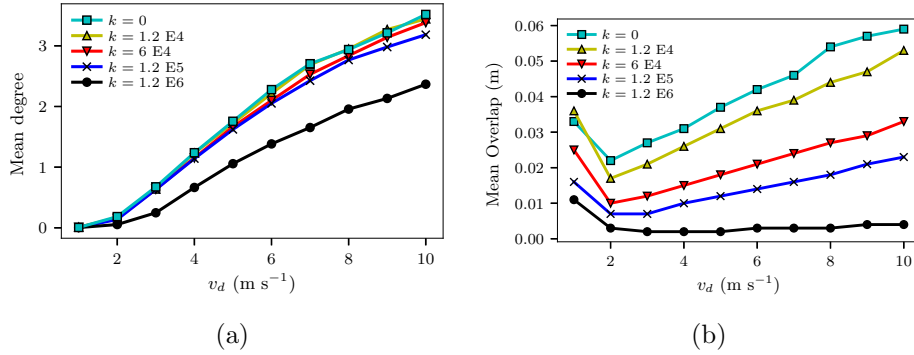 k = 0
k = 1.2 E4
k = 6 E4
k = 1.2 E5
k = 1.2 E6
Mean degree
3
2
1
0
2 4 6 8 10
v_d (m s⁻¹)
(a)
k = 0
k = 1.2 E4
k = 6 E4
k = 1.2 E5
k = 1.2 E6
Mean Overlap (m)
0.06
0.05
0.04
0.03
0.02
0.01
0.00
2 4 6 8 10
v_d (m s⁻¹)
(b)